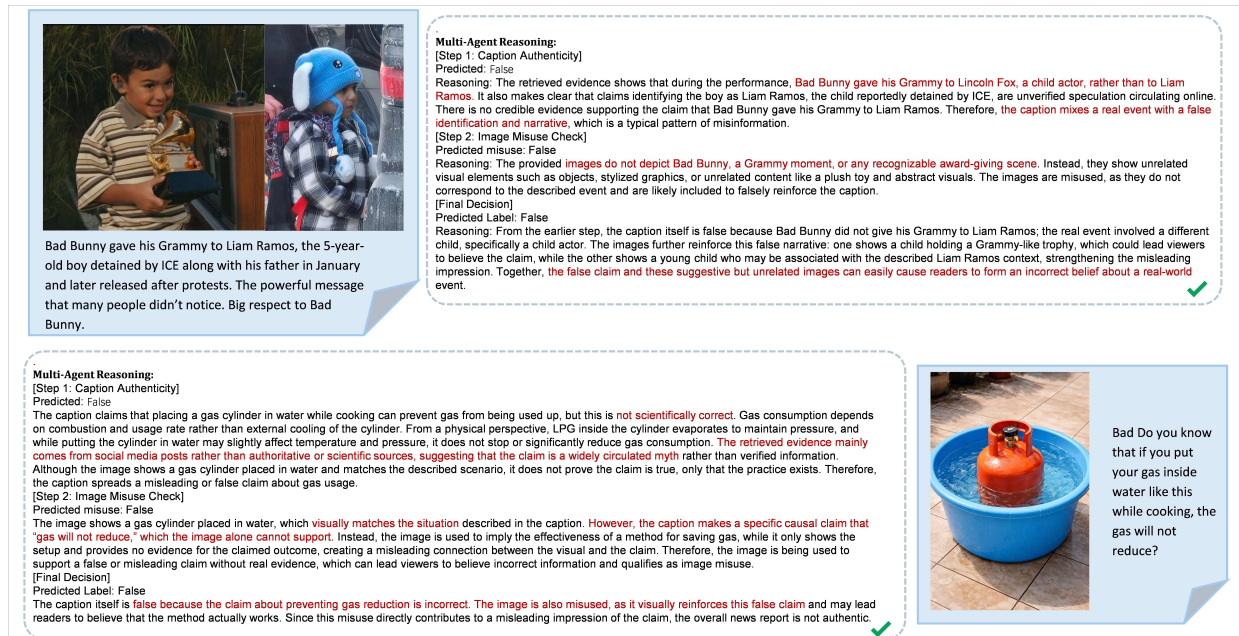 Bad Bunny gave his Grammy to Liam Ramos, the 5-year-
old boy detained by ICE along with his father in January
and later released after protests. The powerful message
that many people didn’t notice. Big respect to Bad
Bunny.
Multi-Agent Reasoning:
[Step 1: Caption Authenticity]
Predicted: False
Reasoning: The retrieved evidence shows that during the performance, Bad Bunny gave his Grammy to Lincoln Fox, a child actor, rather than to Liam
Ramos. It also makes clear that claims identifying the boy as Liam Ramos, the child reportedly detained by ICE, are unverified speculation circulating online.
There is no credible evidence supporting the claim that Bad Bunny gave his Grammy to Liam Ramos. Therefore, the caption mixes a real event with a false
identification and narrative, which is a typical pattern of misinformation.
[Step 2: Image Misuse Check]
Predicted misuse: False
Reasoning: The provided images do not depict Bad Bunny, a Grammy moment, or any recognizable award-giving scene. Instead, they show unrelated
visual elements such as objects, stylized graphics, or unrelated content like a plush toy and abstract visuals. The images are misused, as they do not
correspond to the described event and are likely included to falsely reinforce the caption.
[Final Decision]
Predicted Label: False
Reasoning: From the earlier step, the caption itself is false because Bad Bunny did not give his Grammy to Liam Ramos; the real event involved a different
child, specifically a child actor. The images further reinforce this false narrative: one shows a child holding a Grammy-like trophy, which could lead viewers
to believe the claim, while the other shows a young child who may be associated with the described Liam Ramos context, strengthening the misleading
impression. Together, the false claim and these suggestive but unrelated images can easily cause readers to form an incorrect belief about a real-world
event.
Multi-Agent Reasoning:
[Step 1: Caption Authenticity]
Predicted: False
The caption claims that placing a gas cylinder in water while cooking can prevent gas from being used up, but this is not scientifically correct. Gas consumption depends
on combustion and usage rate rather than external cooling of the cylinder. From a physical perspective, LPG inside the cylinder evaporates to maintain pressure, and
while putting the cylinder in water may slightly affect temperature and pressure, it does not stop or significantly reduce gas consumption. The retrieved evidence mainly
comes from social media posts rather than authoritative or scientific sources, suggesting that the claim is a widely circulated myth rather than verified information.
Although the image shows a gas cylinder placed in water and matches the described scenario, it does not prove the claim is true, only that the practice exists. Therefore,
the caption spreads a misleading or false claim about gas usage.
[Step 2: Image Misuse Check]
Predicted misuse: False
The image shows a gas cylinder placed in water, which visually matches the situation described in the caption. However, the caption makes a specific causal claim that
“gas will not reduce,” which the image alone cannot support. Instead, the image is used to imply the effectiveness of a method for saving gas, while it only shows the
setup and provides no evidence for the claimed outcome, creating a misleading connection between the visual and the claim. Therefore, the image is being used to
support a false or misleading claim without real evidence, which can lead viewers to believe incorrect information and qualifies as image misuse.
[Final Decision]
Predicted Label: False
The caption itself is false because the claim about preventing gas reduction is incorrect. The image is also misused, as it visually reinforces this false claim and may lead
readers to believe that the method actually works. Since this misuse directly contributes to a misleading impression of the claim, the overall news report is not authentic.
Bad Do you know
that if you put
your gas inside
water like this
while cooking, the
gas will not
reduce?